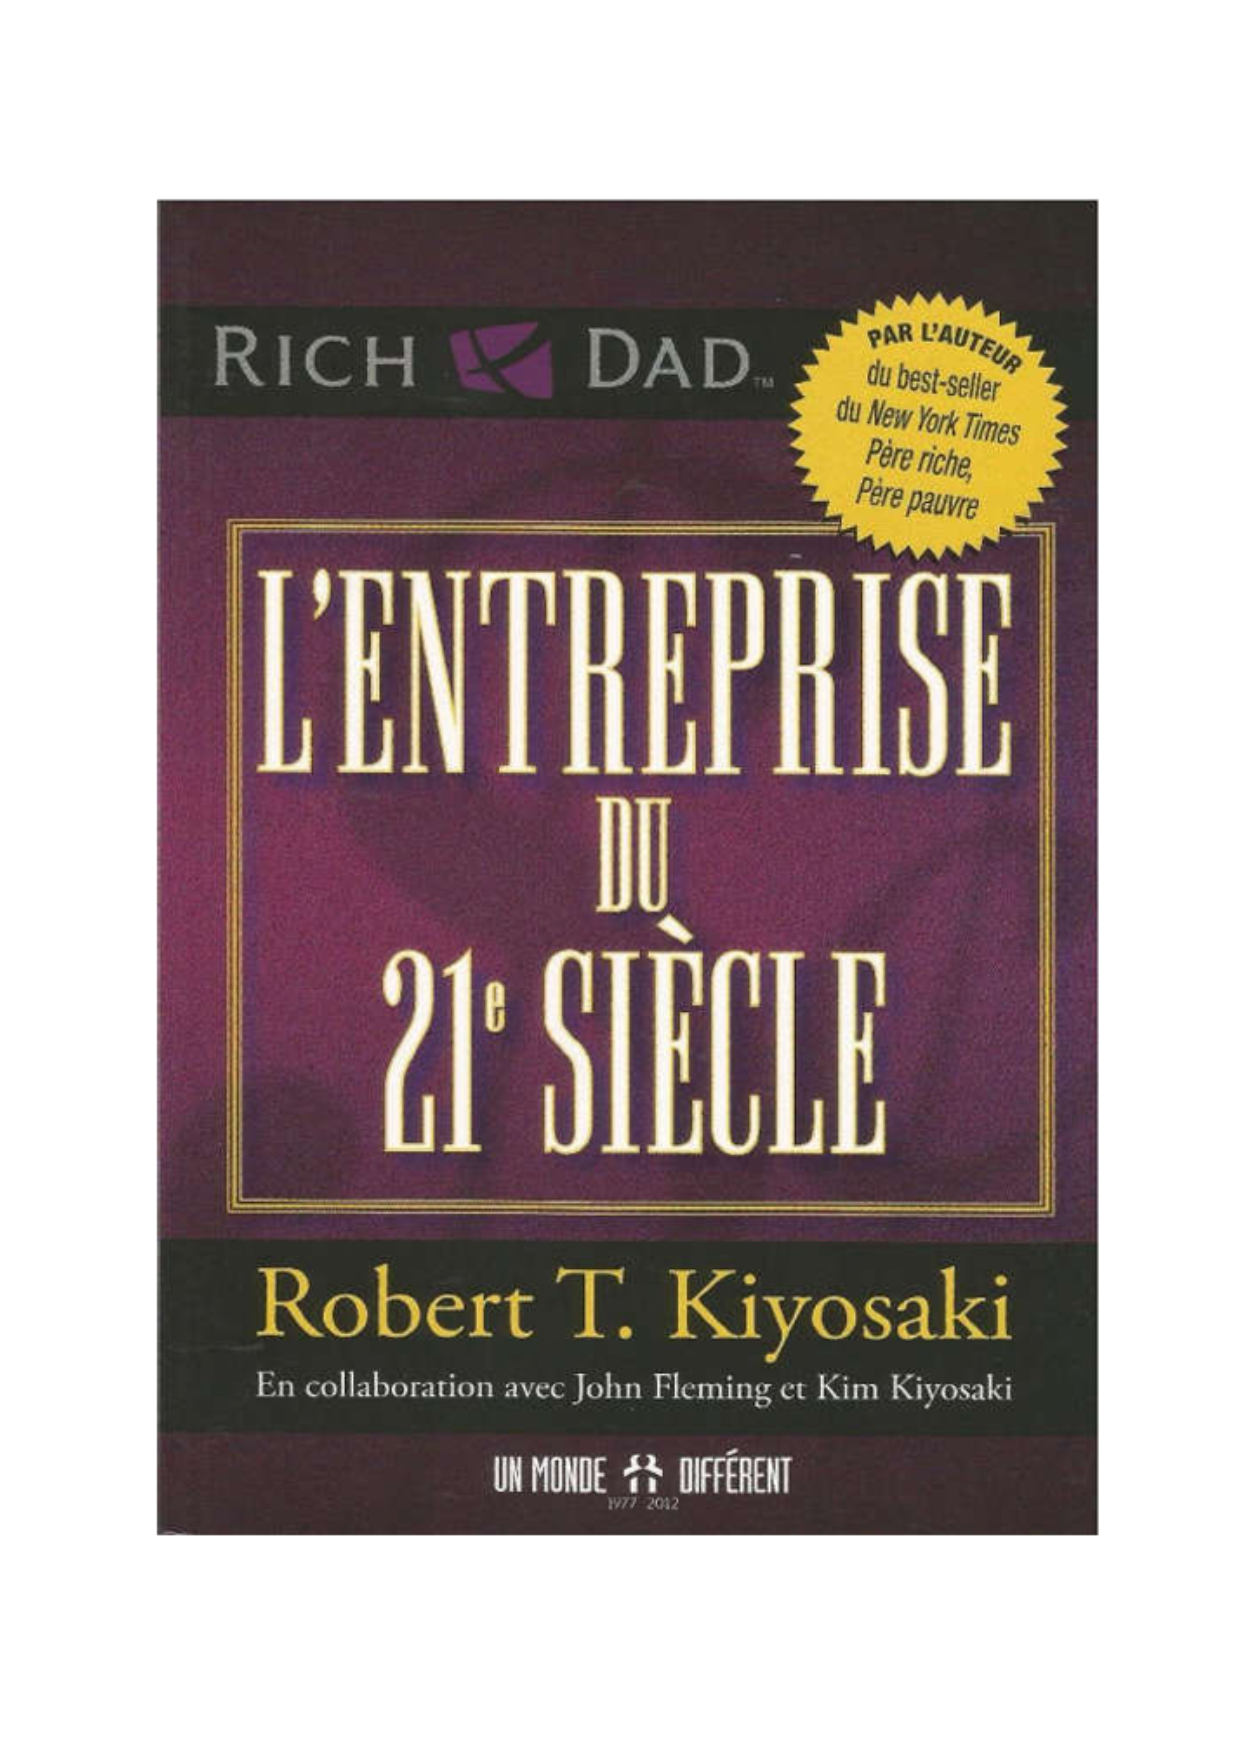 RICH DAD™
PAR L'AUTEUR
du best-seller
du New York Times
Père riche,
Père pauvre
L'ENTREPRISE
DU
21e SIÈCLE
Robert T. Kiyosaki
En collaboration avec John Fleming et Kim Kiyosaki
UN MONDE DIFFÉRENT
1977-2012